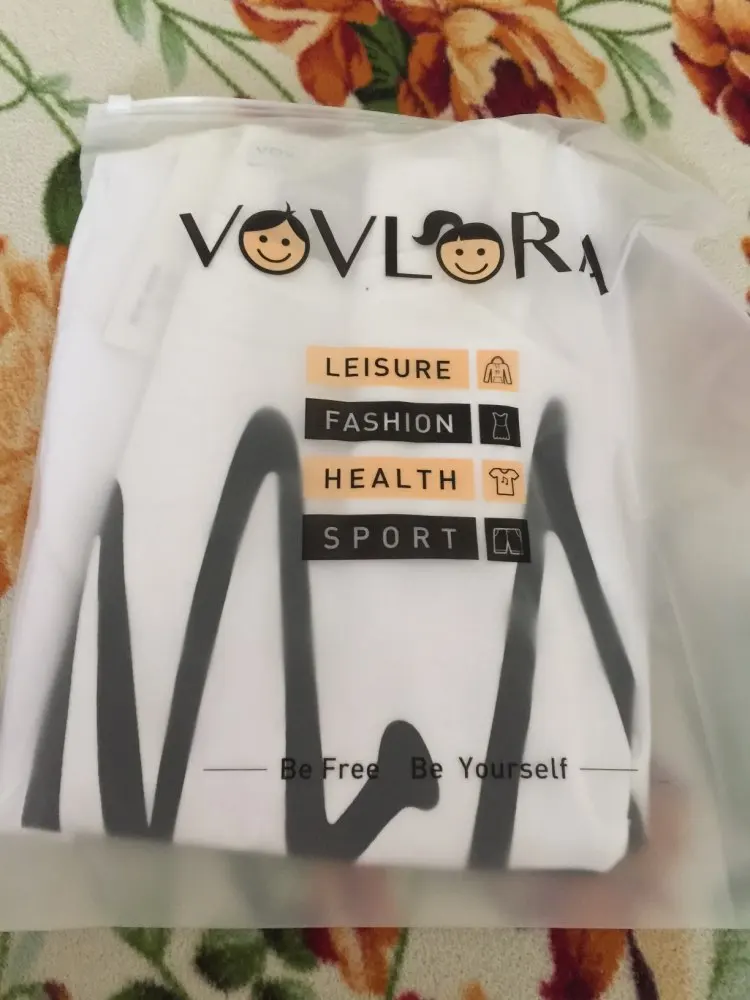 VOVLORA
LEISURE
FASHION
HEALTH
SPORT
Be Free Be Yourself